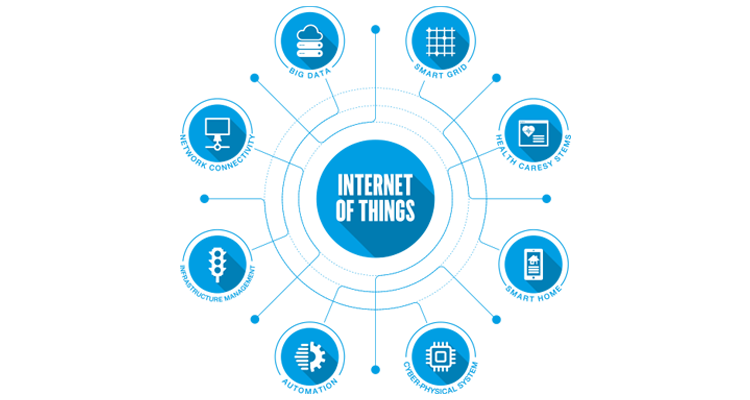 BIG DATA
SMART GRID
NETWORK CONNECTIVITY
HEALTH CARESY STEMS
INTERNET
OF THINGS
INFRASTRUCTURE MANAGEMENT
SMART HOME
AUTOMATION
CYBER-PHYSICAL SYSTEM